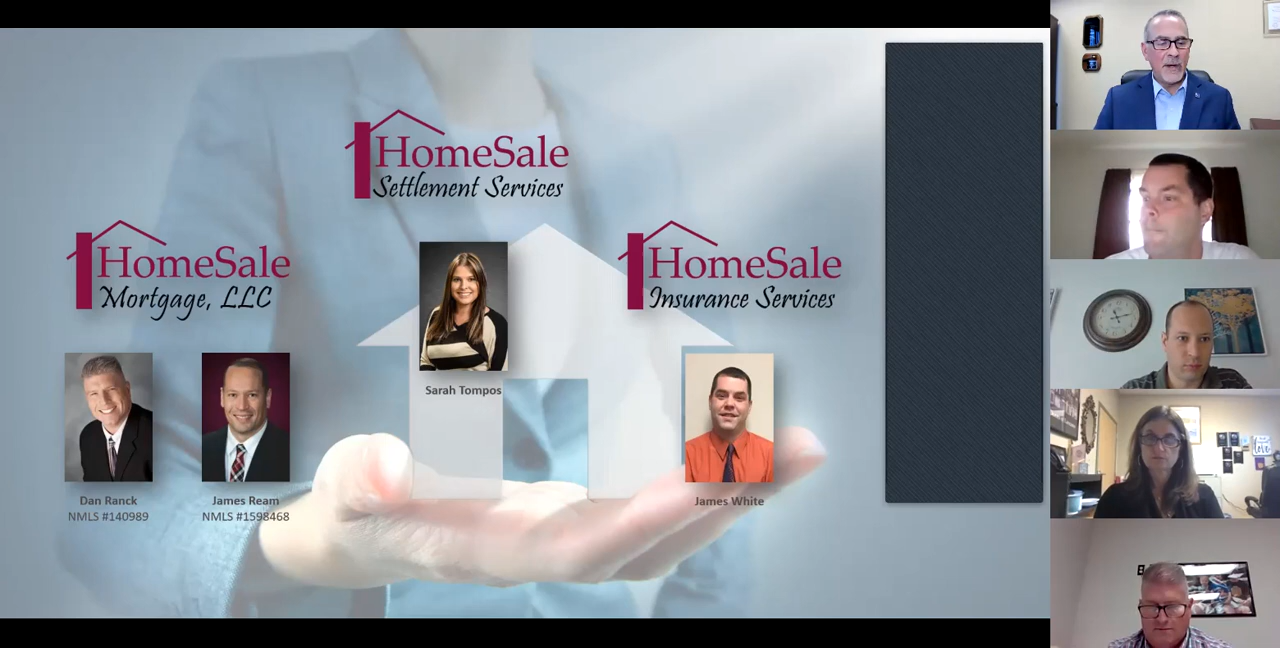 HomeSale
Settlement Services
HomeSale
Mortgage, LLC
HomeSale
Insurance Services
Sarah Tompos
Dan Ranck
NMLS #140989
James Ream
NMLS #1598468
James White